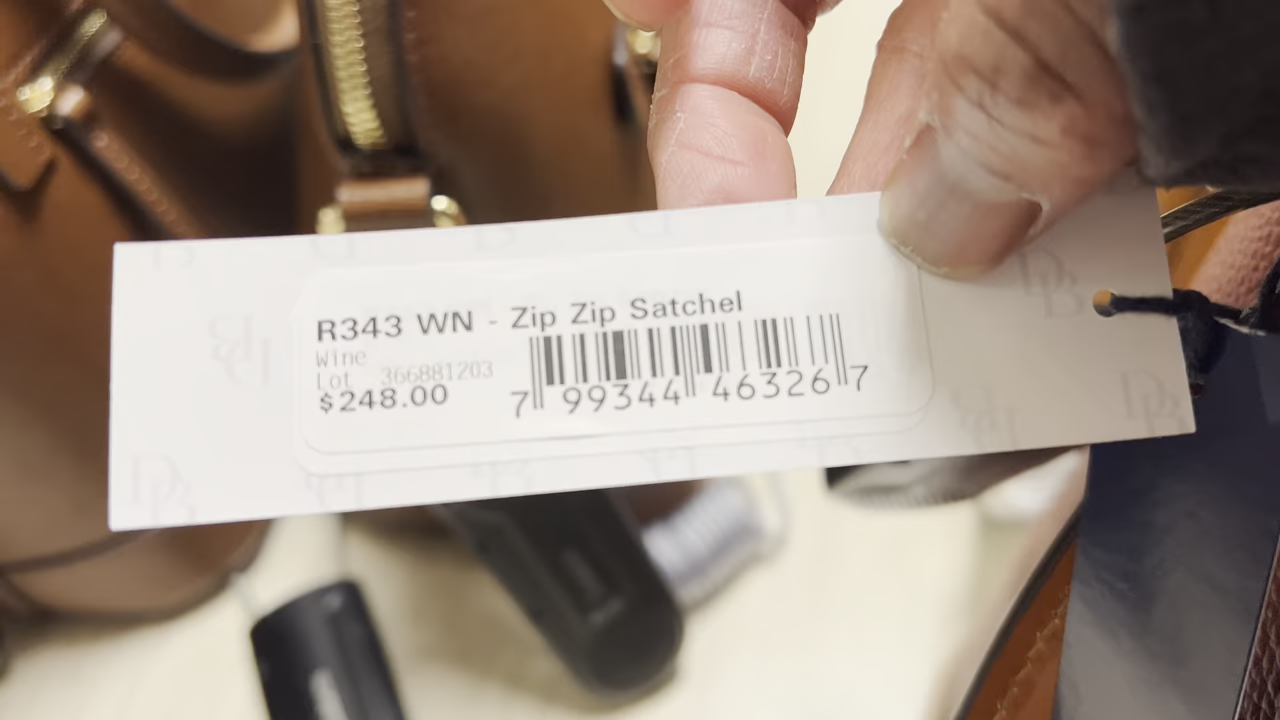 R343 WN - Zip Zip Satchel
Wine
Lot 366881203
$248.00
7 99344 46326 7